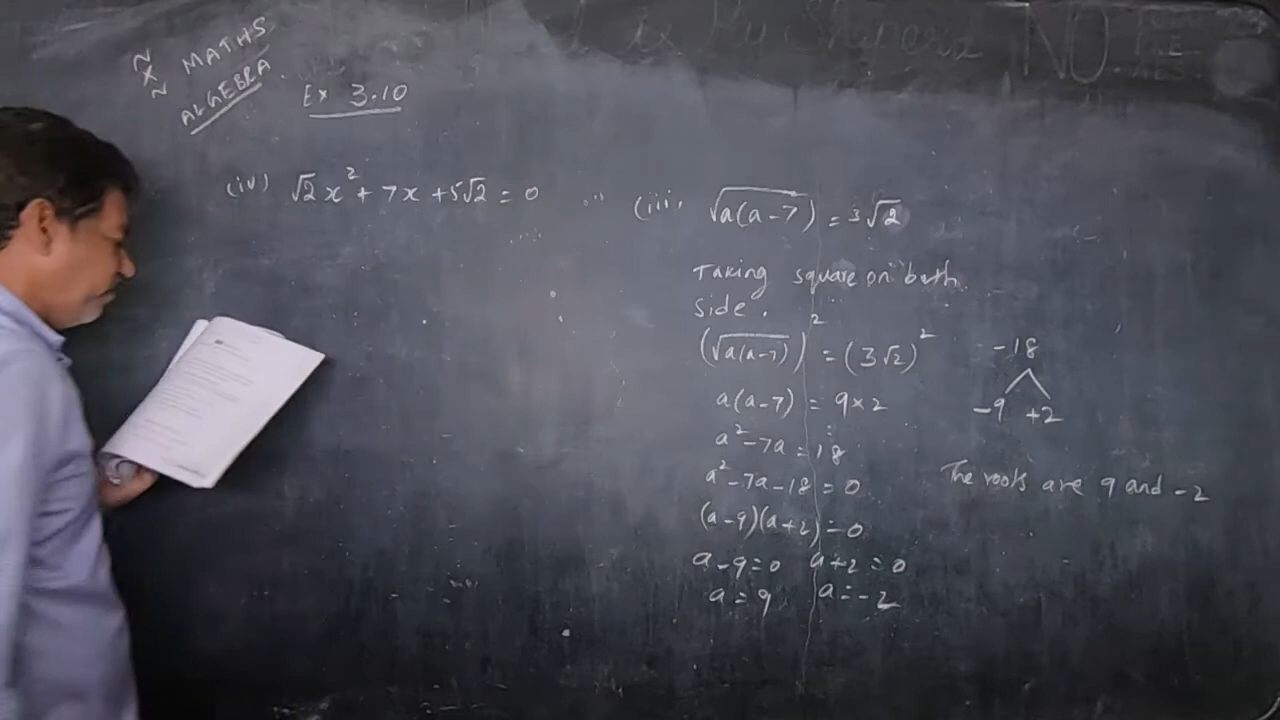 ~
X
~
MATHS
ALGEBRA.
Ex 3.10
NO.
(iv) √2x² + 7x + 5√2 = 0
(iii) √a(a-7) = 3√2
Taking square on both
side.
(√a(a-7))² = (3√2)²
a(a-7) = 9×2
a²-7a = 18
a²-7a-18 = 0
(a-9)(a+2) = 0
a-9=0 a+2=0
a=9 a=-2
-18
-9 +2
The roots are 9 and -2